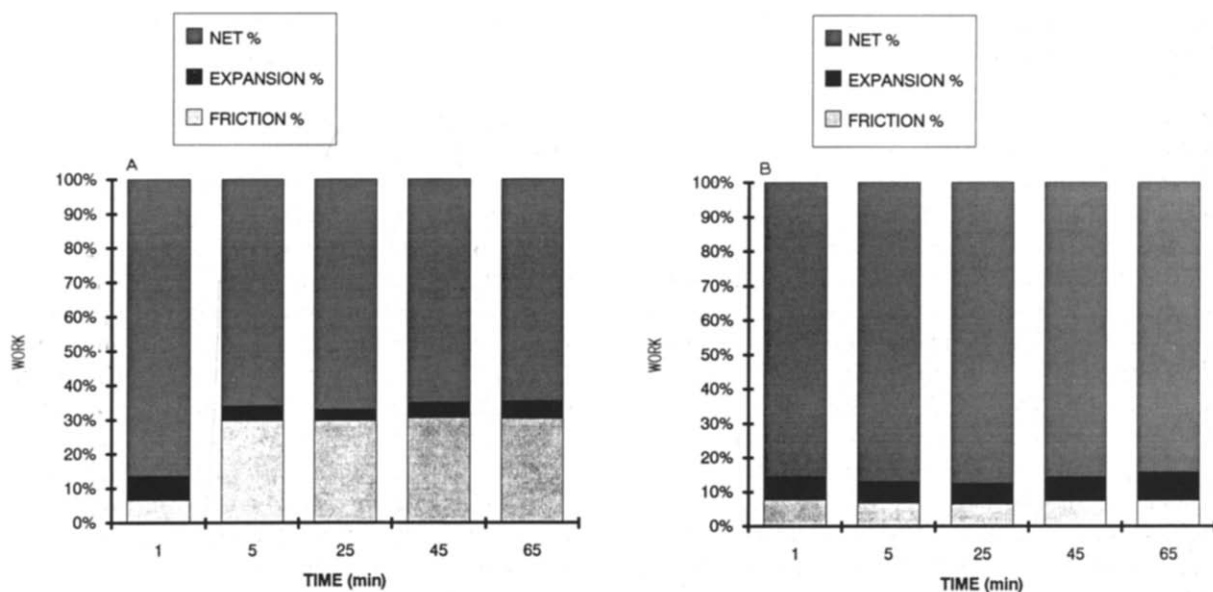 NET %
EXPANSION %
FRICTION %
A
100%
90%
80%
70%
60%
50%
40%
30%
20%
10%
0%
WORK
1 5 25 45 65
TIME (min)
NET %
EXPANSION %
FRICTION %
B
100%
90%
80%
70%
60%
50%
40%
30%
20%
10%
0%
WORK
1 5 25 45 65
TIME (min)